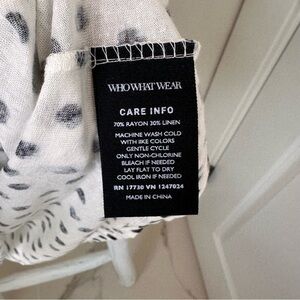 WHOWHATWEAR
CARE INFO
70% RAYON 30% LINEN
MACHINE WASH COLD
WITH LIKE COLORS
GENTLE CYCLE
ONLY NON-CHLORINE
BLEACH IF NEEDED
LAY FLAT TO DRY
COOL IRON IF NEEDED
RN 17730 VN 1247024
MADE IN CHINA